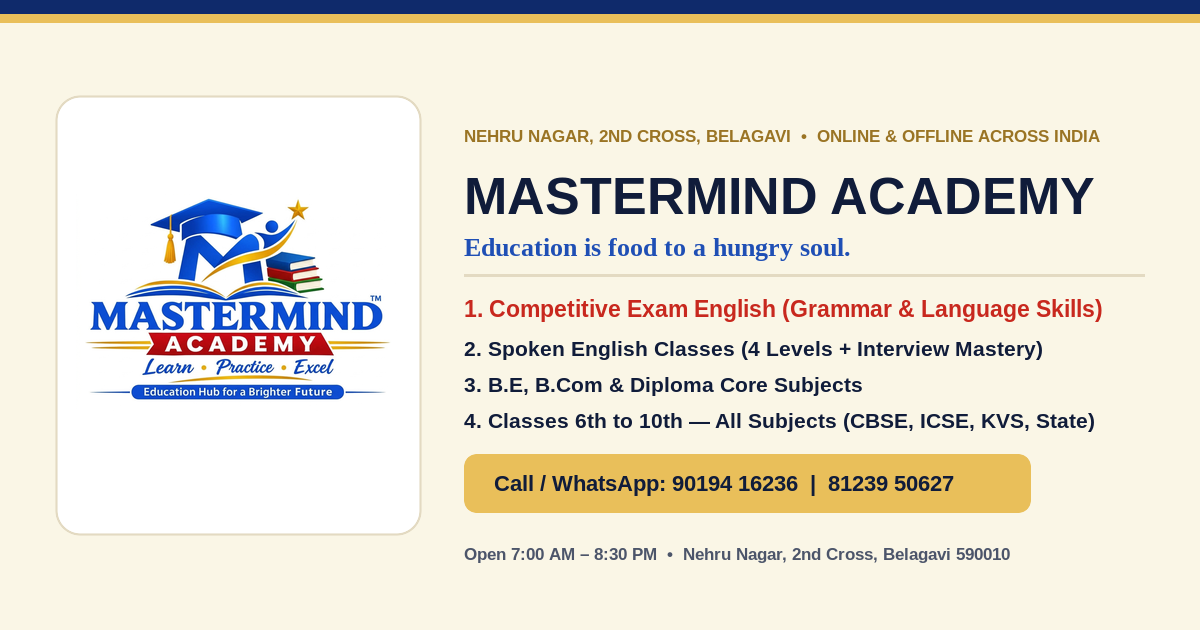 MASTERMIND™
ACADEMY
Learn • Practice • Excel
Education Hub for a Brighter Future
NEHRU NAGAR, 2ND CROSS, BELAGAVI • ONLINE & OFFLINE ACROSS INDIA
MASTERMIND ACADEMY
Education is food to a hungry soul.
1. Competitive Exam English (Grammar & Language Skills)
2. Spoken English Classes (4 Levels + Interview Mastery)
3. B.E, B.Com & Diploma Core Subjects
4. Classes 6th to 10th — All Subjects (CBSE, ICSE, KVS, State)
Call / WhatsApp: 90194 16236 | 81239 50627
Open 7:00 AM – 8:30 PM • Nehru Nagar, 2nd Cross, Belagavi 590010